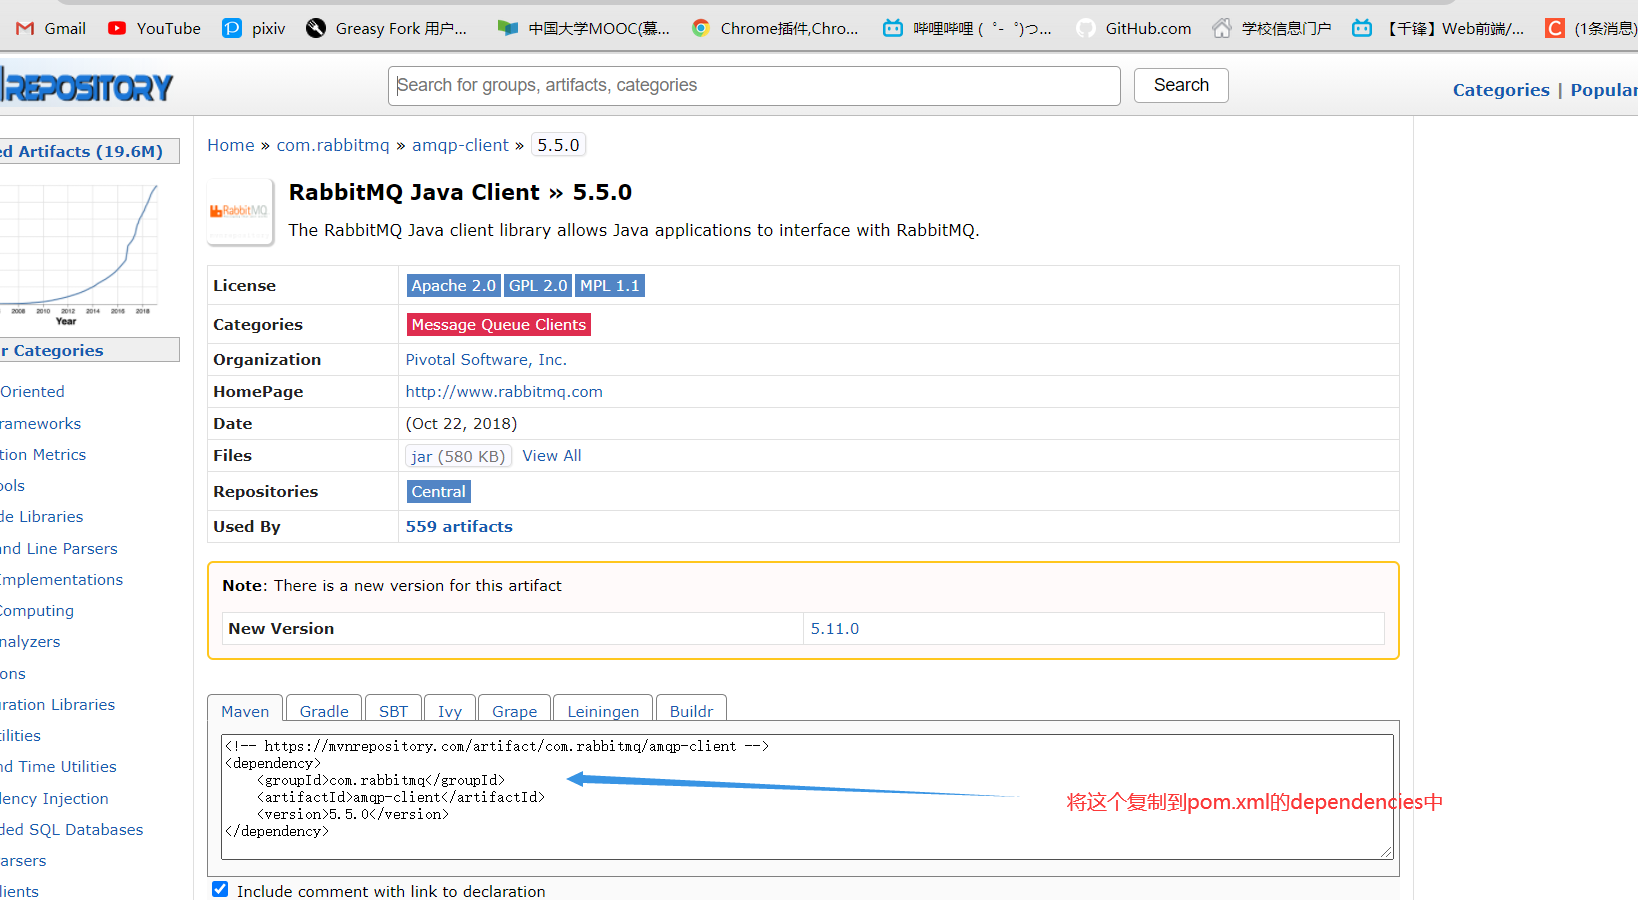 Gmail YouTube pixiv Greasy Fork 用户... 中国大学MOOC(慕... Chrome插件,Chro... 哔哩哔哩 ( ゜- ゜)つ... GitHub.com 学校信息门户 【千锋】Web前端/... (1条消息)
REPOSITORY
Search for groups, artifacts, categories
Search
Categories | Popular
ed Artifacts (19.6M)
2008 2010 2012 2014 2016 2018
Year
r Categories
Oriented
rameworks
tion Metrics
ools
de Libraries
and Line Parsers
Implementations
Computing
nalyzers
ons
uration Libraries
tilities
nd Time Utilities
dency Injection
ded SQL Databases
arsers
lients
Home » com.rabbitmq » amqp-client » 5.5.0
RabbitMQ
RabbitMQ Java Client » 5.5.0
The RabbitMQ Java client library allows Java applications to interface with RabbitMQ.
License Apache 2.0 GPL 2.0 MPL 1.1
Categories Message Queue Clients
Organization Pivotal Software, Inc.
HomePage http://www.rabbitmq.com
Date (Oct 22, 2018)
Files jar (580 KB) View All
Repositories Central
Used By 559 artifacts
Note: There is a new version for this artifact
New Version 5.11.0
Maven Gradle SBT Ivy Grape Leiningen Buildr
<!-- https://mvnrepository.com/artifact/com.rabbitmq/amqp-client -->
<dependency>
<groupId>com.rabbitmq</groupId>
<artifactId>amqp-client</artifactId>
<version>5.5.0</version>
</dependency>
将这个复制到pom.xml的dependencies中
Include comment with link to declaration